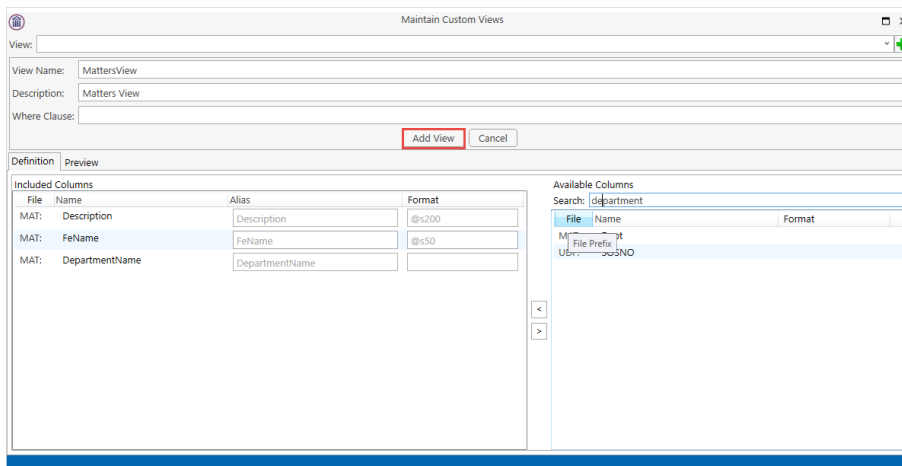 Maintain Custom Views
View:
View Name: MattersView
Description: Matters View
Where Clause:
Add View Cancel
Definition Preview
Included Columns
File Name Alias Format
MAT: Description Description @s200
MAT: FeName FeName @s50
MAT: DepartmentName DepartmentName
Available Columns
Search: department
File Name Format
File Prefix
SOSNO
<
>